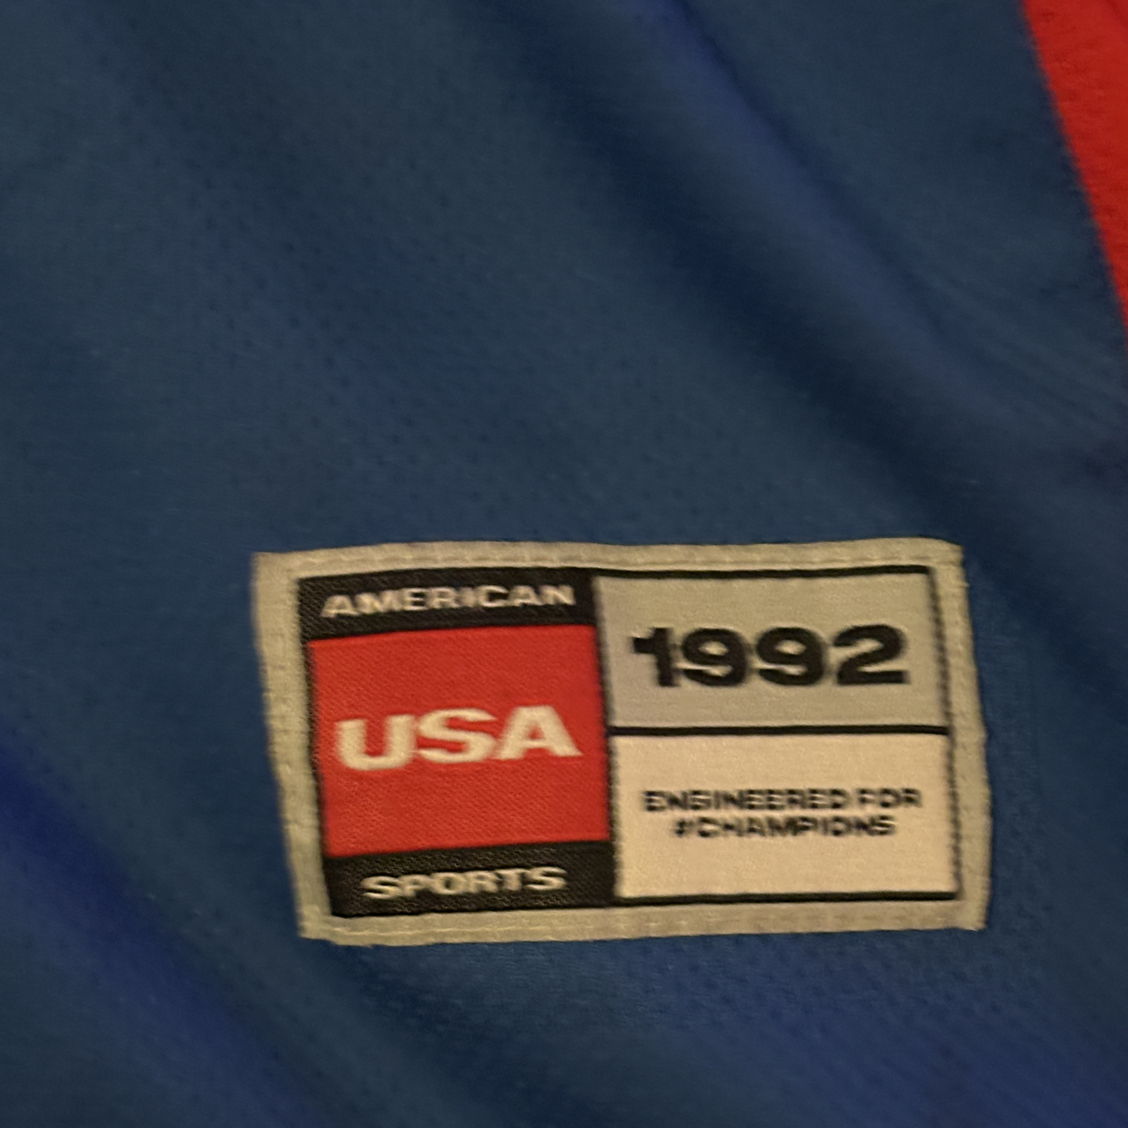 AMERICAN
USA
SPORTS
1992
ENGINEERED FOR
#CHAMPIONS